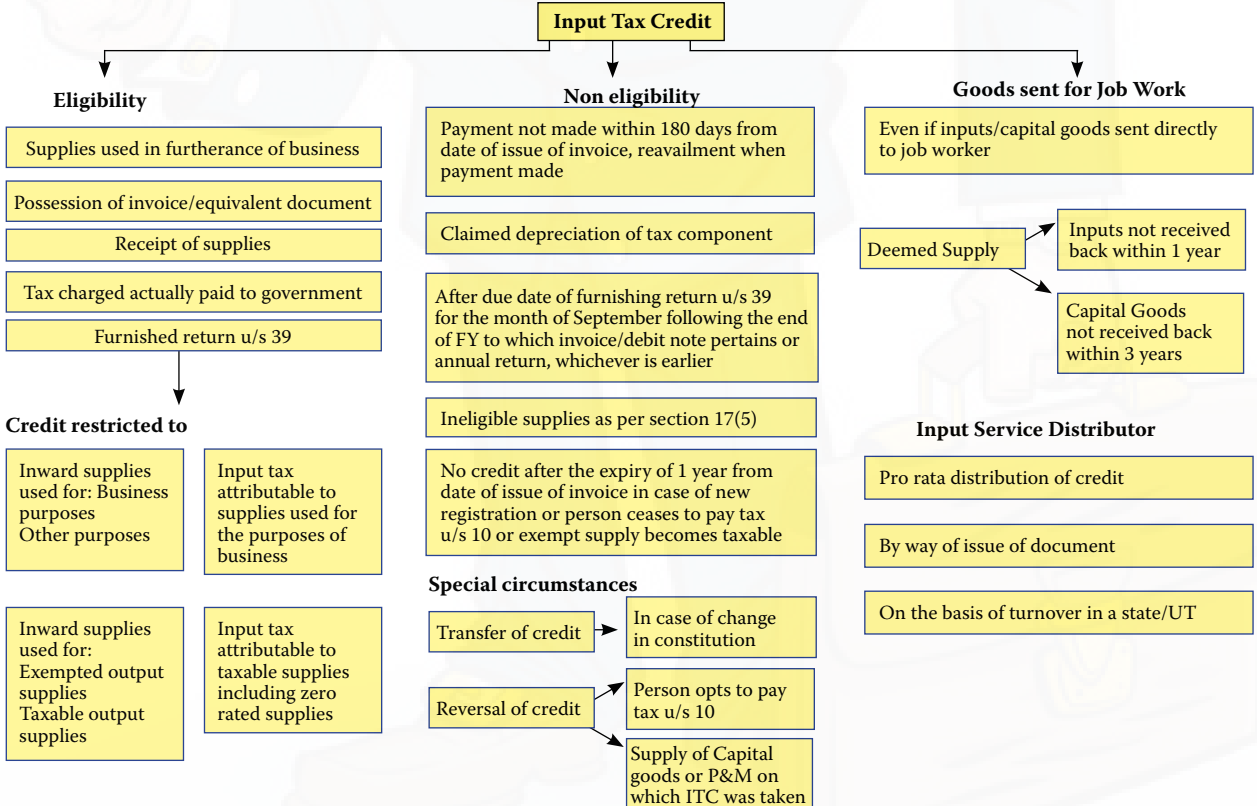 Input Tax Credit
Eligibility
Supplies used in furtherance of business
Possession of invoice/equivalent document
Receipt of supplies
Tax charged actually paid to government
Furnished return u/s 39
Credit restricted to
Inward supplies
used for: Business
purposes
Other purposes
Input tax
attributable to
supplies used for
the purposes of
business
Inward supplies
used for:
Exempted output
supplies
Taxable output
supplies
Input tax
attributable to
taxable supplies
including zero
rated supplies
Non eligibility
Payment not made within 180 days from
date of issue of invoice, reavailment when
payment made
Claimed depreciation of tax component
After due date of furnishing return u/s 39
for the month of September following the end
of FY to which invoice/debit note pertains or
annual return, whichever is earlier
Ineligible supplies as per section 17(5)
No credit after the expiry of 1 year from
date of issue of invoice in case of new
registration or person ceases to pay tax
u/s 10 or exempt supply becomes taxable
Special circumstances
Transfer of credit
In case of change
in constitution
Reversal of credit
Person opts to pay
tax u/s 10
Supply of Capital
goods or P&M on
which ITC was taken
Goods sent for Job Work
Even if inputs/capital goods sent directly
to job worker
Deemed Supply
Inputs not received
back within 1 year
Capital Goods
not received back
within 3 years
Input Service Distributor
Pro rata distribution of credit
By way of issue of document
On the basis of turnover in a state/UT